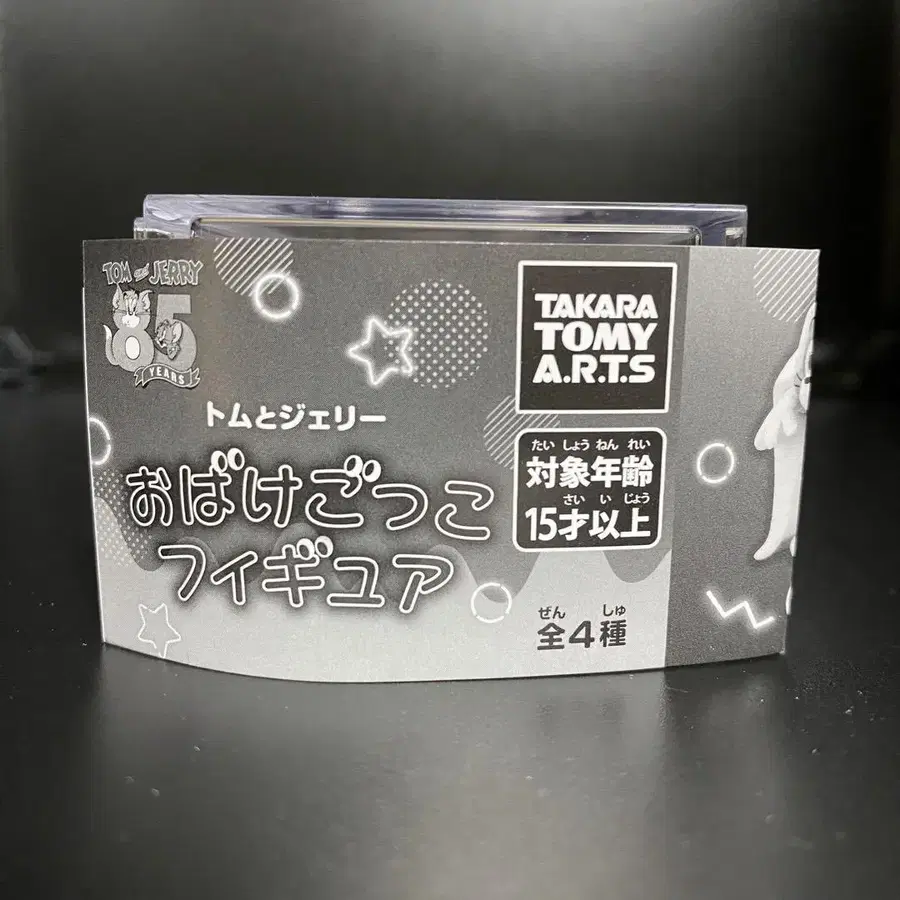 TOM and JERRY
85
YEARS
トムとジェリー
おばけごっこ
フィギュア
TAKARA
TOMY
A.R.T.S
たいしょうねんれい
対象年齢
さいいじょう
15才以上
ぜんしゅ
全4種